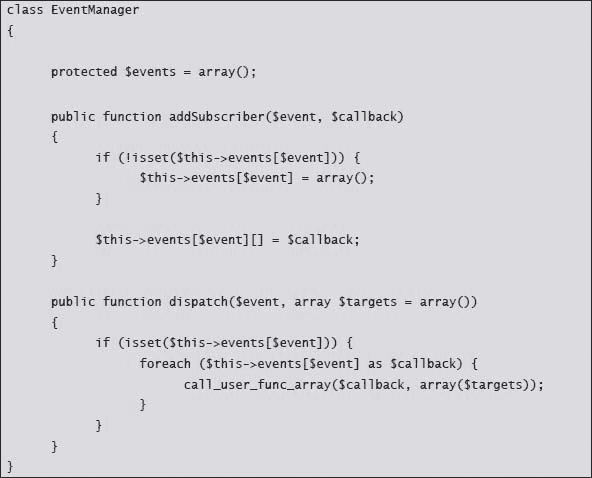 class EventManager
{
protected $events = array();
public function addSubscriber($event, $callback)
{
if (!isset($this->events[$event])) {
$this->events[$event] = array();
}
$this->events[$event][] = $callback;
}
public function dispatch($event, array $targets = array())
{
if (isset($this->events[$event])) {
foreach ($this->events[$event] as $callback) {
call_user_func_array($callback, array($targets));
}
}
}
}